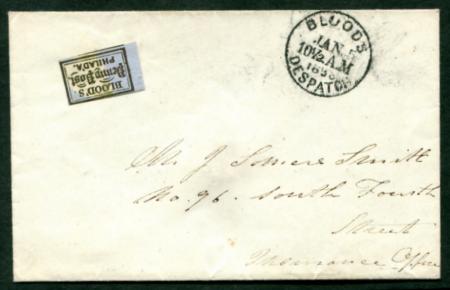 BLOOD'S
Penny Post
PHILADA.
BLOOD'S
JAN
10½ A.M
DESPATCH
Mr J Somers Smith
No. 96. South Fourth
Street
Insurance Office